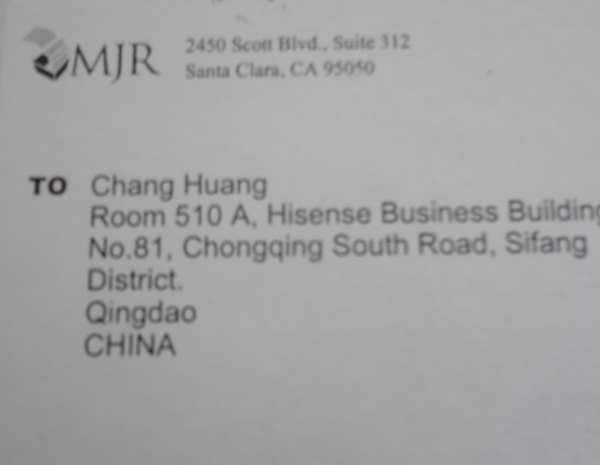 MJR
2450 Scott Blvd., Suite 312
Santa Clara, CA 95050
TO Chang Huang
Room 510 A, Hisense Business Building
No.81, Chongqing South Road, Sifang
District.
Qingdao
CHINA